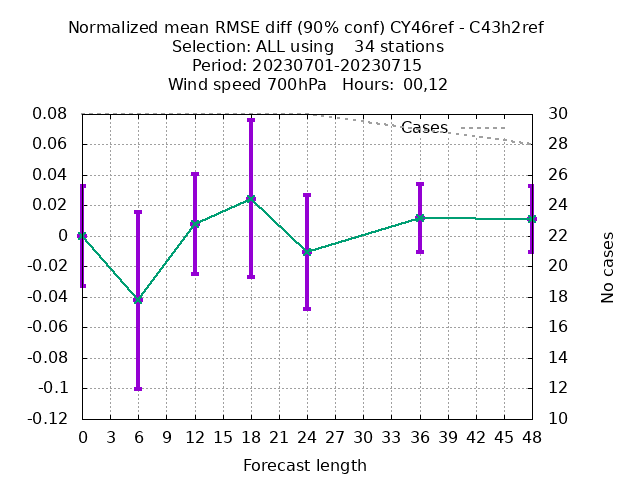 Normalized mean RMSE diff (90% conf) CY46ref - C43h2ref
Selection: ALL using    34 stations
Period: 20230701-20230715
Wind speed 700hPa   Hours:  00,12
0.08
0.06
0.04
0.02
0
-0.02
-0.04
-0.06
-0.08
-0.1
-0.12
30
28
26
24
22
20
18
16
14
12
10
Cases
No cases
0 3 6 9 12 15 18 21 24 27 30 33 36 39 42 45 48
Forecast length